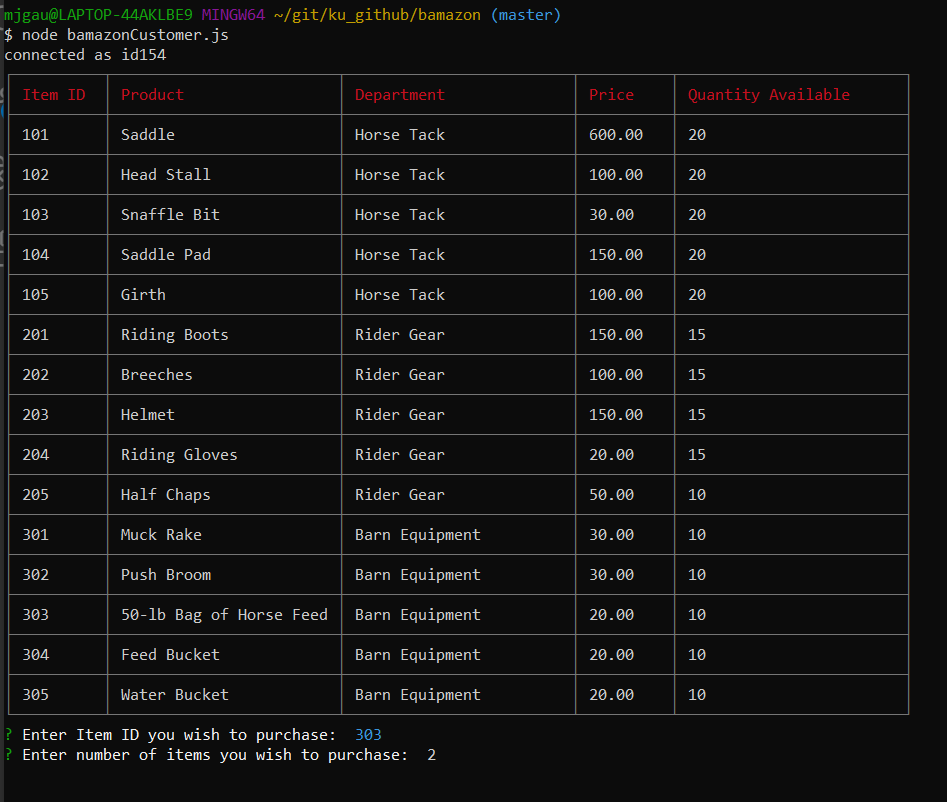 mjgau@LAPTOP-44AKLBE9 MINGW64 ~/git/ku_github/bamazon (master)
$ node bamazonCustomer.js
connected as id154
Item ID Product Department Price Quantity Available
101 Saddle Horse Tack 600.00 20
102 Head Stall Horse Tack 100.00 20
103 Snaffle Bit Horse Tack 30.00 20
104 Saddle Pad Horse Tack 150.00 20
105 Girth Horse Tack 100.00 20
201 Riding Boots Rider Gear 150.00 15
202 Breeches Rider Gear 100.00 15
203 Helmet Rider Gear 150.00 15
204 Riding Gloves Rider Gear 20.00 15
205 Half Chaps Rider Gear 50.00 10
301 Muck Rake Barn Equipment 30.00 10
302 Push Broom Barn Equipment 30.00 10
303 50-lb Bag of Horse Feed Barn Equipment 20.00 10
304 Feed Bucket Barn Equipment 20.00 10
305 Water Bucket Barn Equipment 20.00 10
? Enter Item ID you wish to purchase: 303
? Enter number of items you wish to purchase: 2